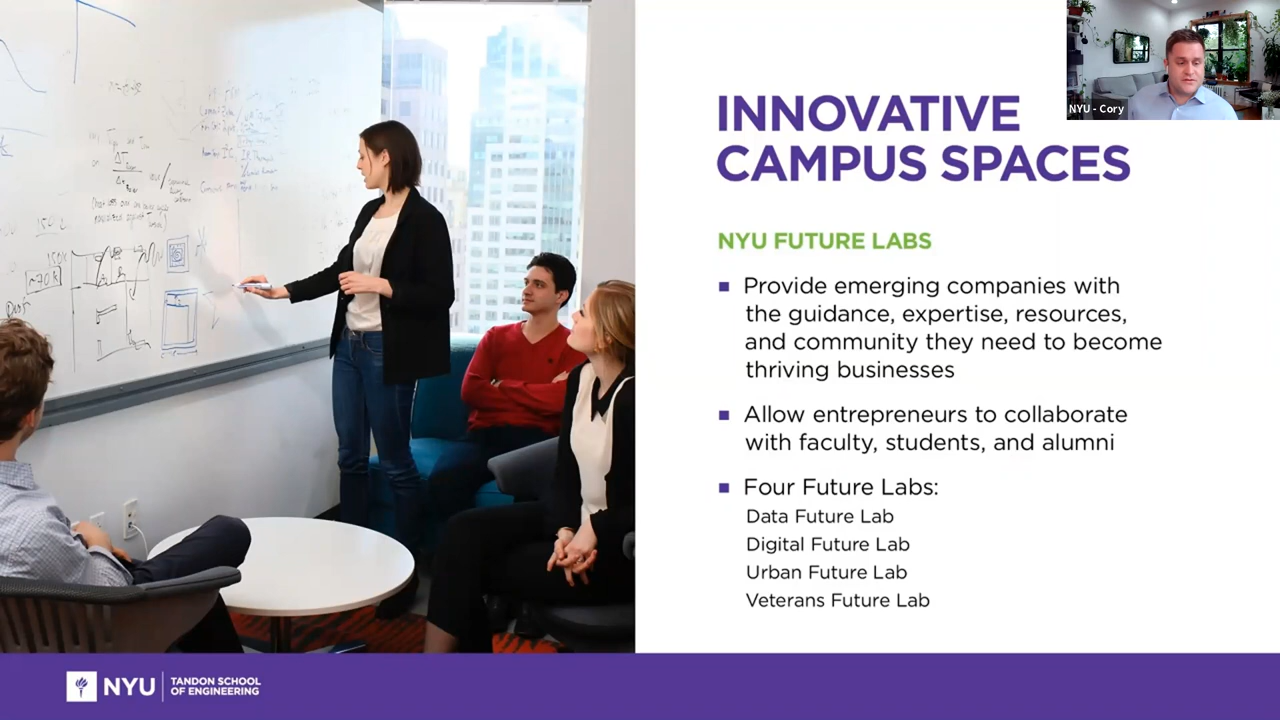 NYU - Cory
INNOVATIVE
CAMPUS SPACES
NYU FUTURE LABS
Provide emerging companies with
the guidance, expertise, resources,
and community they need to become
thriving businesses
Allow entrepreneurs to collaborate
with faculty, students, and alumni
Four Future Labs:
Data Future Lab
Digital Future Lab
Urban Future Lab
Veterans Future Lab
NYU
TANDON SCHOOL
OF ENGINEERING